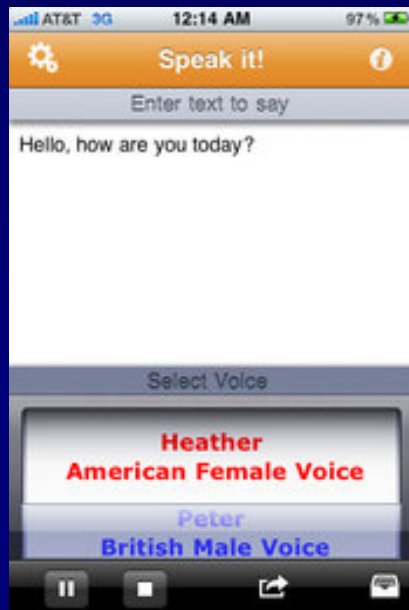 AT&T 3G 12:14 AM 97%
Speak it!
Enter text to say
Hello, how are you today?
Select Voice
Heather
American Female Voice
Peter
British Male Voice